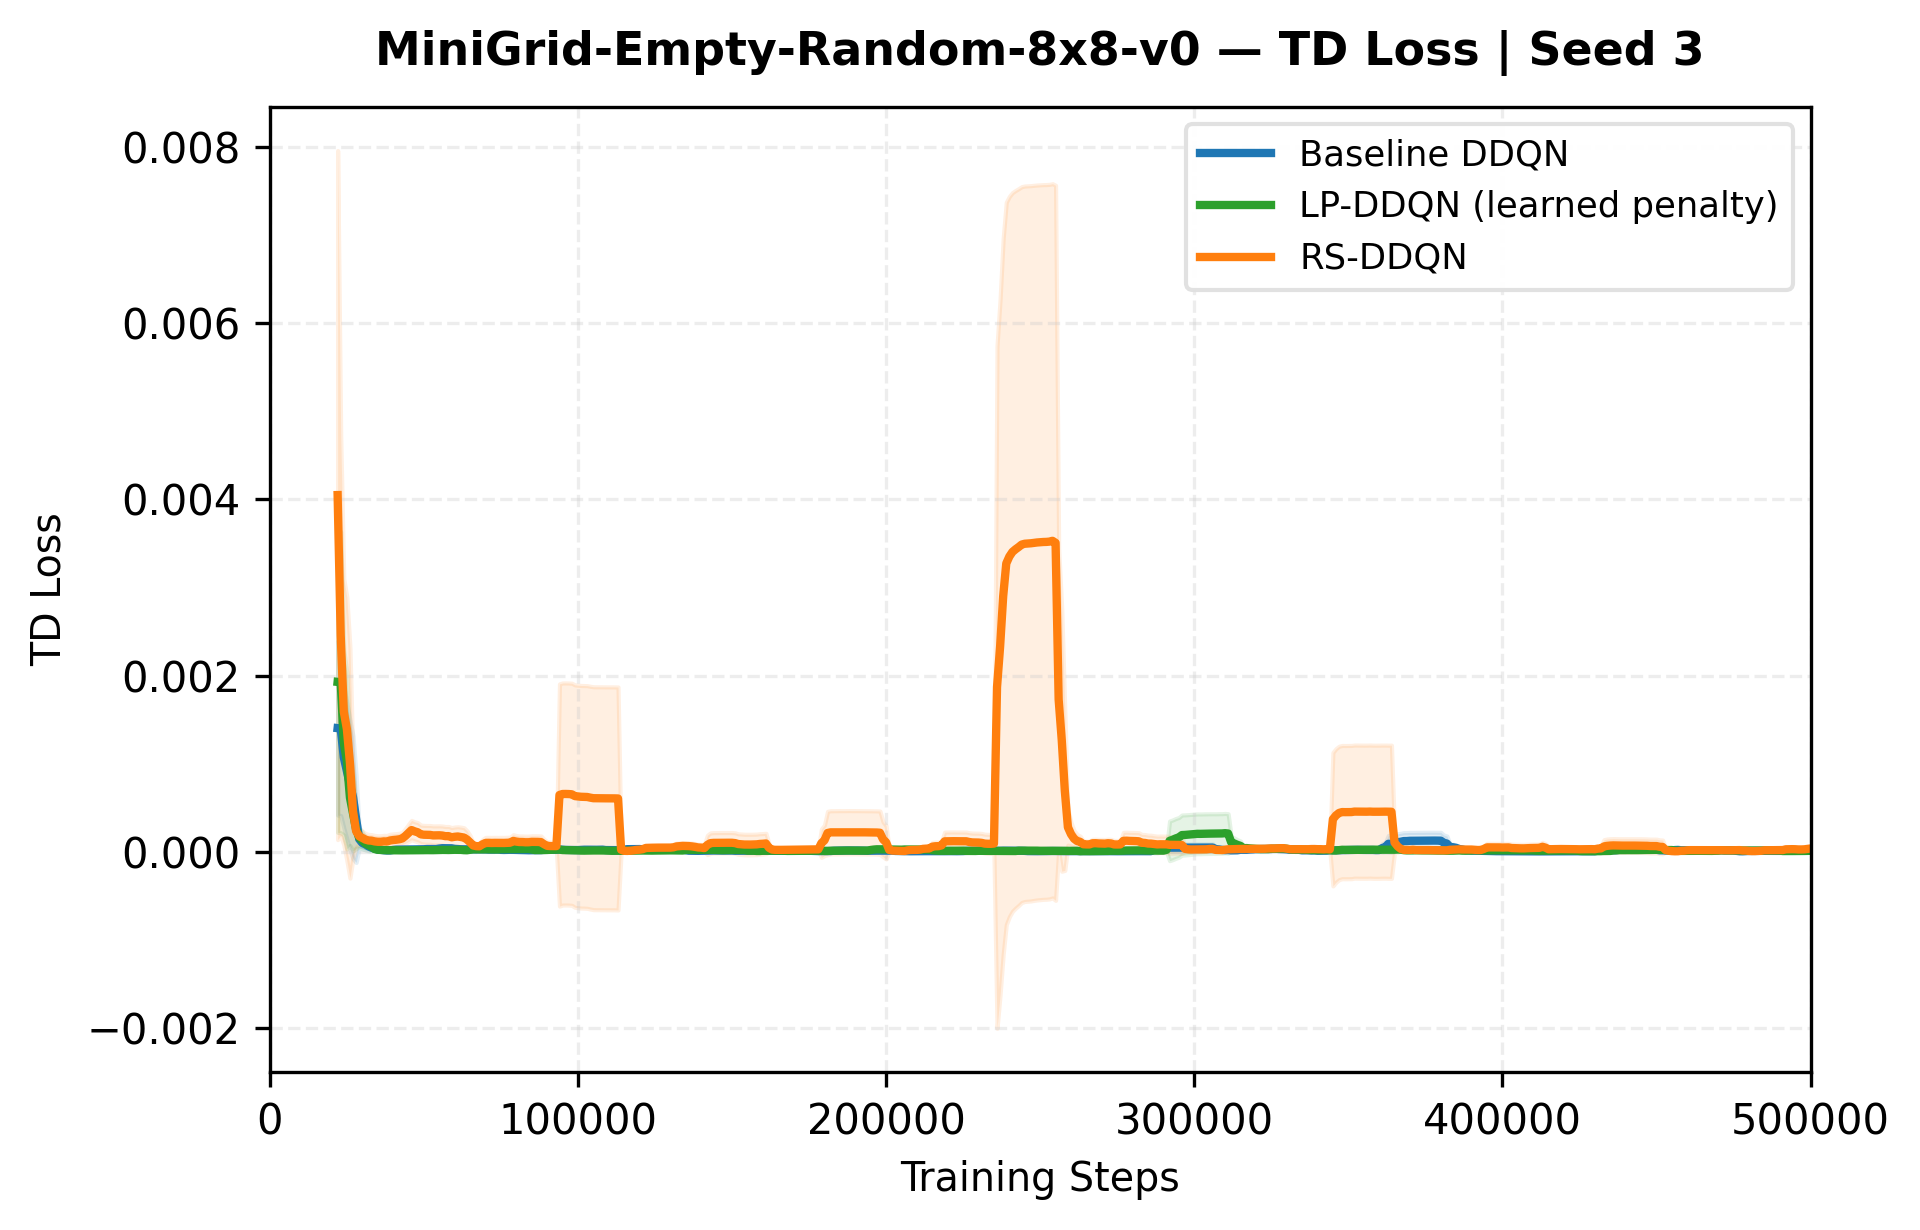 MiniGrid-Empty-Random-8x8-v0 — TD Loss | Seed 3
Baseline DDQN
LP-DDQN (learned penalty)
RS-DDQN
TD Loss
0.008
0.006
0.004
0.002
0.000
−0.002
0
100000
200000
300000
400000
500000
Training Steps